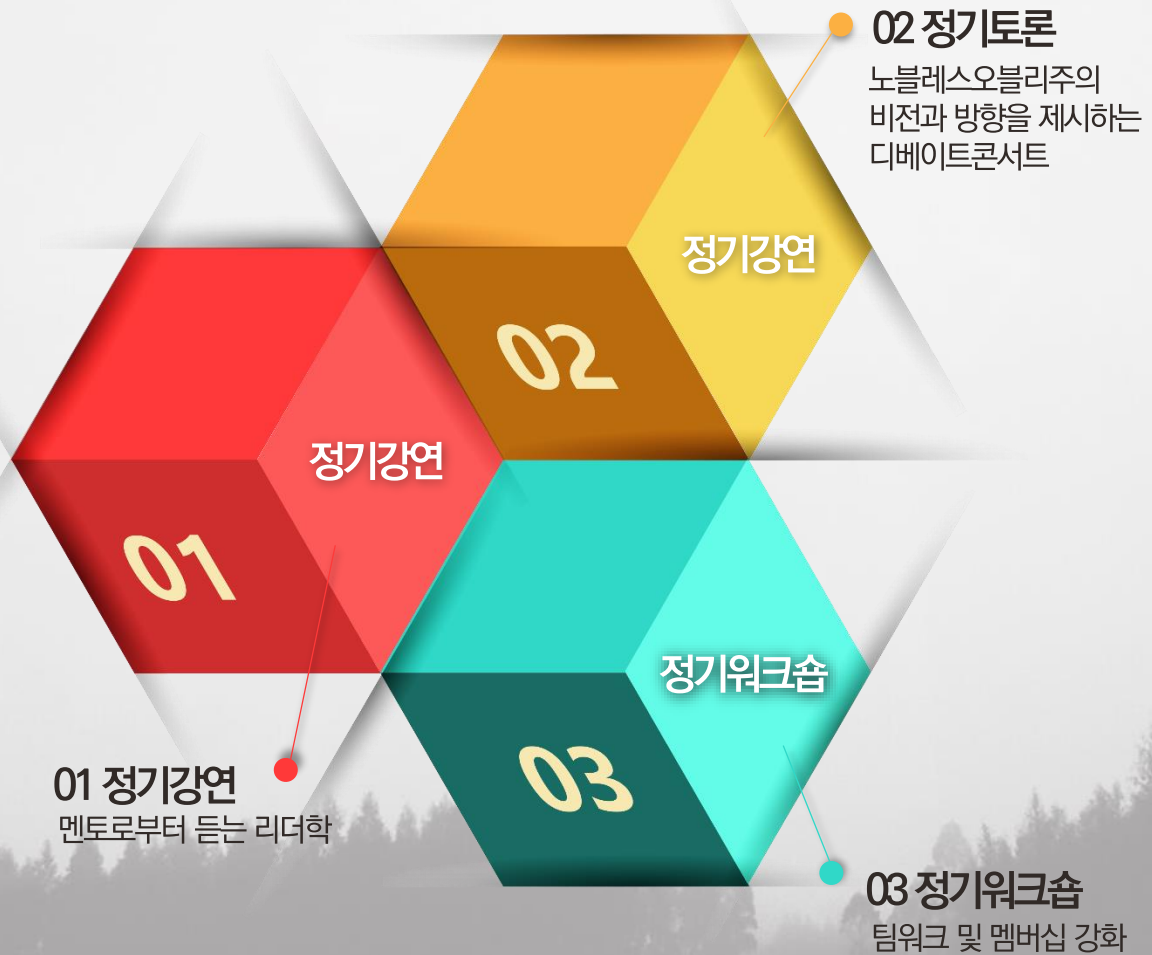 02 정기토론
노블레스오블리주의
비전과 방향을 제시하는
디베이트콘서트
정기강연
02
정기강연
01
정기워크숍
03
01 정기강연
멘토로부터 듣는 리더학
03 정기워크숍
팀워크 및 멤버십 강화